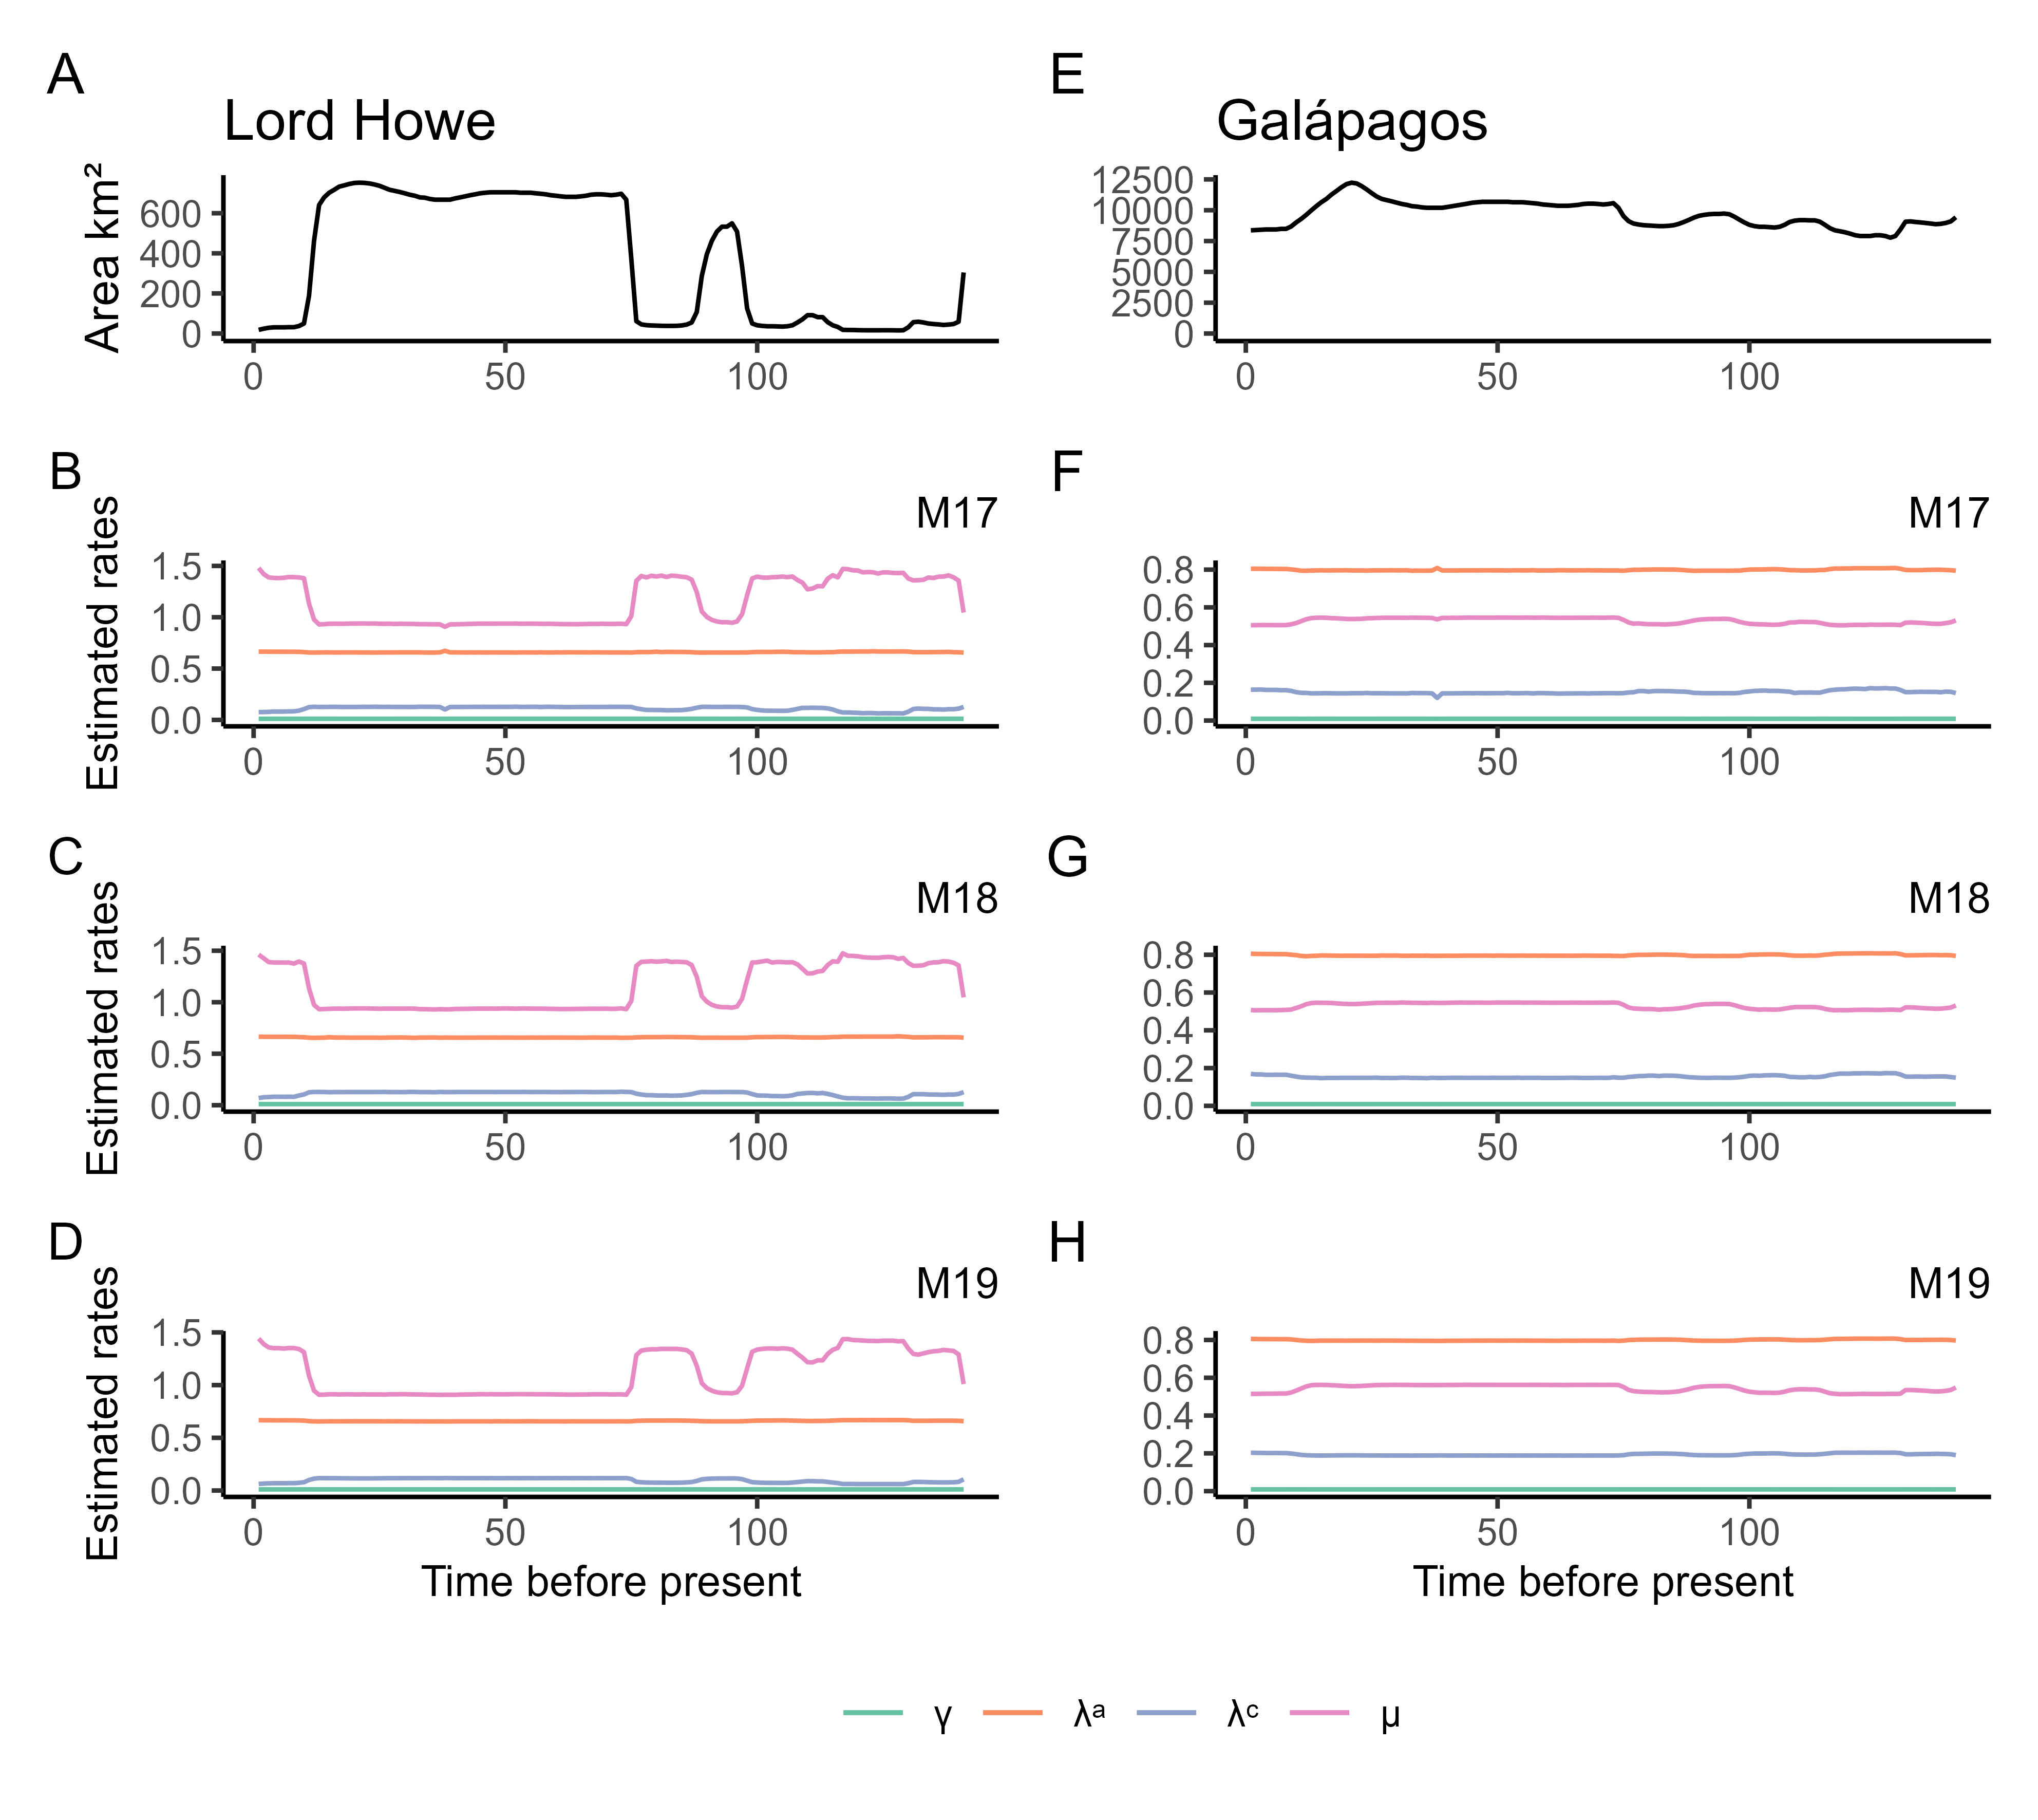 A
Lord Howe
Area km²
600
400
200
0
0 50 100
E
Galápagos
12500
10000
7500
5000
2500
0
0 50 100
B
M17
Estimated rates
1.5
1.0
0.5
0.0
0 50 100
F
M17
0.8
0.6
0.4
0.2
0.0
0 50 100
C
M18
Estimated rates
1.5
1.0
0.5
0.0
0 50 100
G
M18
0.8
0.6
0.4
0.2
0.0
0 50 100
D
M19
Estimated rates
1.5
1.0
0.5
0.0
0 50 100
Time before present
H
M19
0.8
0.6
0.4
0.2
0.0
0 50 100
Time before present
γ λᵃ λᶜ μ